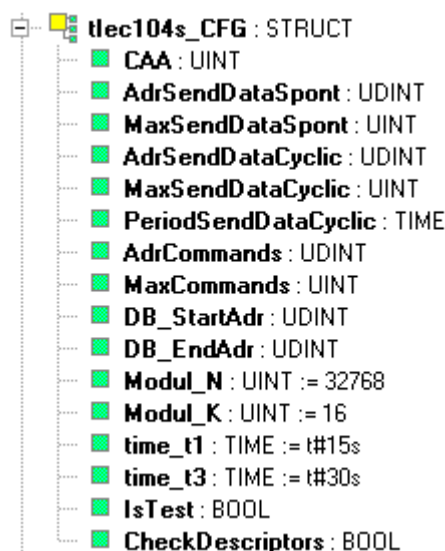 tIec104s_CFG : STRUCT
CAA : UINT
AdrSendDataSpont : UDINT
MaxSendDataSpont : UINT
AdrSendDataCyclic : UDINT
MaxSendDataCyclic : UINT
PeriodSendDataCyclic : TIME
AdrCommands : UDINT
MaxCommands : UINT
DB_StartAdr : UDINT
DB_EndAdr : UDINT
Modul_N : UINT := 32768
Modul_K : UINT := 16
time_t1 : TIME := t#15s
time_t3 : TIME := t#30s
IsTest : BOOL
CheckDescriptors : BOOL